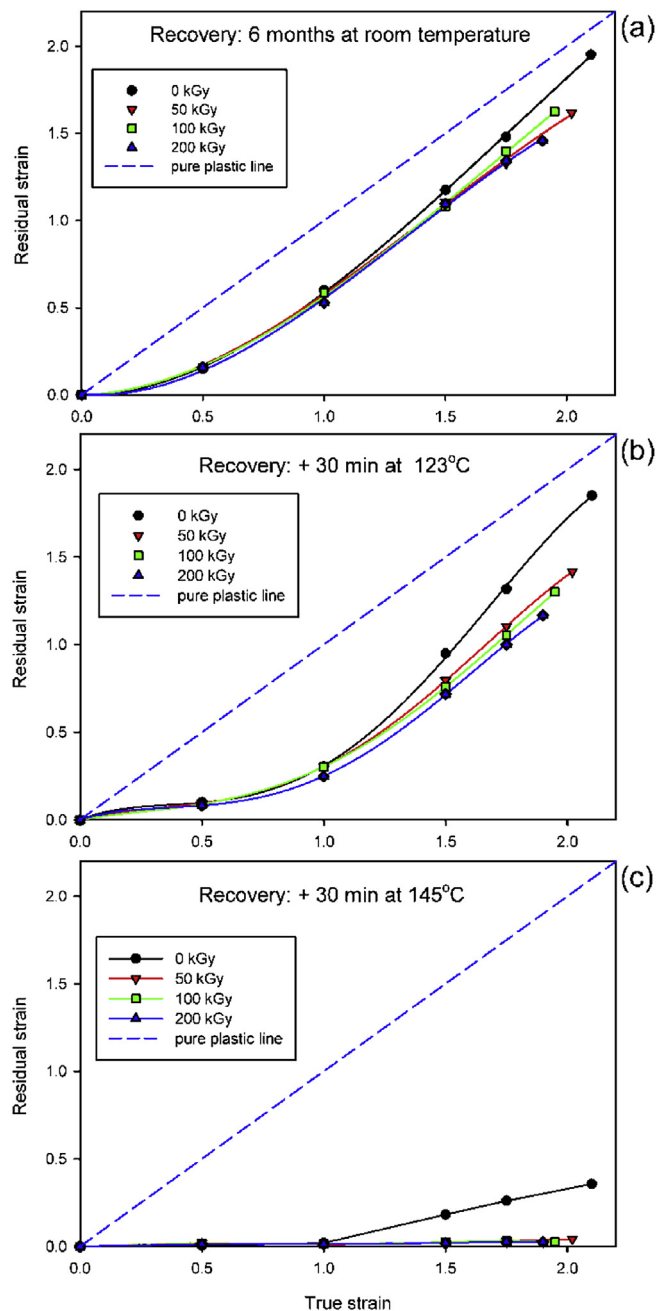 (a)
Recovery: 6 months at room temperature
0 kGy
50 kGy
100 kGy
200 kGy
pure plastic line
Residual strain
2.0
1.5
1.0
0.5
0.0
0.0 0.5 1.0 1.5 2.0
(b)
Recovery: + 30 min at 123°C
0 kGy
50 kGy
100 kGy
200 kGy
pure plastic line
Residual strain
2.0
1.5
1.0
0.5
0.0
0.0 0.5 1.0 1.5 2.0
(c)
Recovery: + 30 min at 145°C
0 kGy
50 kGy
100 kGy
200 kGy
pure plastic line
Residual strain
2.0
1.5
1.0
0.5
0.0
0.0 0.5 1.0 1.5 2.0
True strain